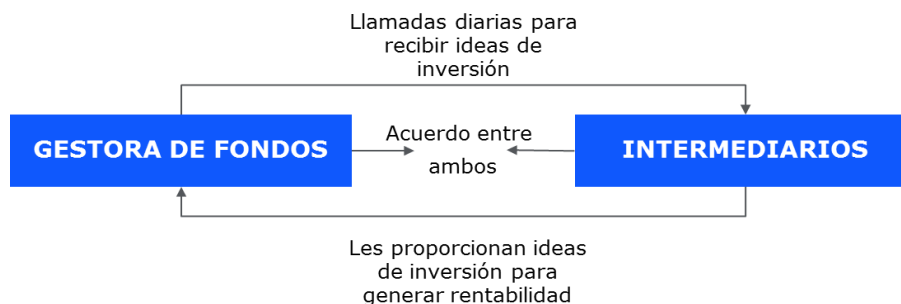 Llamadas diarias para
recibir ideas de
inversión
GESTORA DE FONDOS
Acuerdo entre
ambos
INTERMEDIARIOS
Les proporcionan ideas
de inversión para
generar rentabilidad